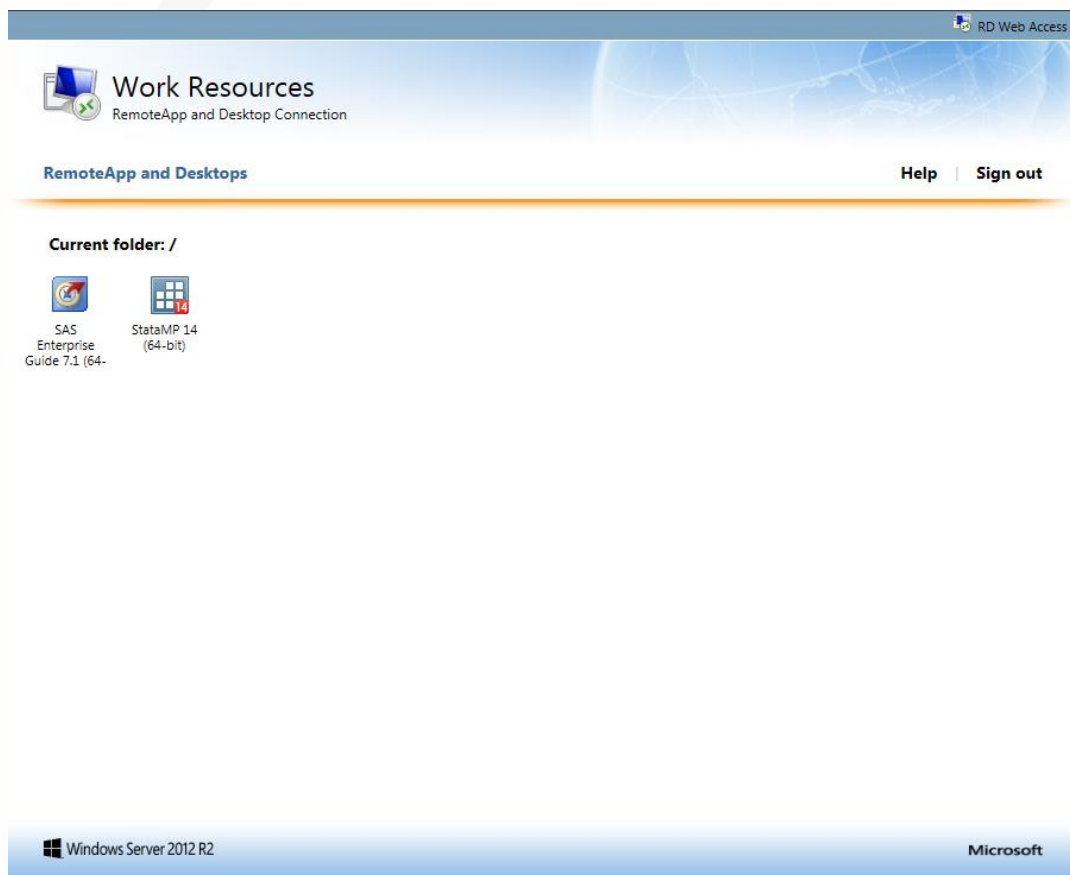 RD Web Access
Work Resources
RemoteApp and Desktop Connection
RemoteApp and Desktops
Help | Sign out
Current folder: /
SAS
Enterprise
Guide 7.1 (64-
StataMP 14
(64-bit)
14
Windows Server 2012 R2
Microsoft